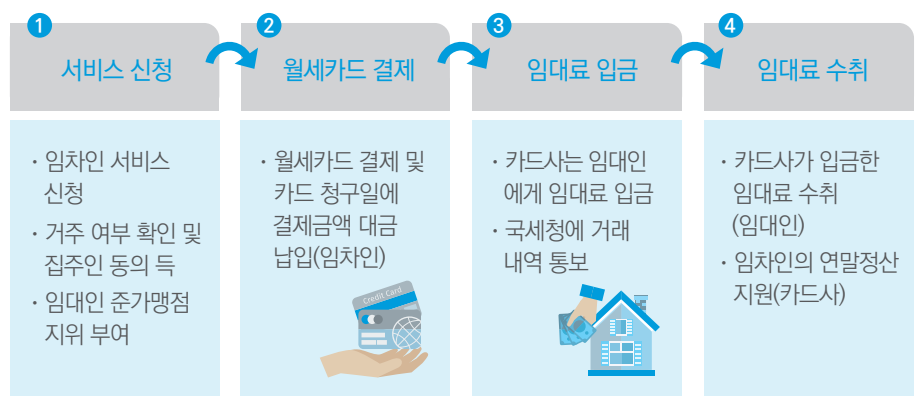 1
서비스 신청
· 임차인 서비스
신청
· 거주 여부 확인 및
집주인 동의 득
· 임대인 준가맹점
지위 부여
2
월세카드 결제
· 월세카드 결제 및
카드 청구일에
결제금액 대금
납입(임차인)
Credit Card
3
임대료 입금
· 카드사는 임대인
에게 임대료 입금
· 국세청에 거래
내역 통보
4
임대료 수취
· 카드사가 입금한
임대료 수취
(임대인)
· 임차인의 연말정산
지원(카드사)